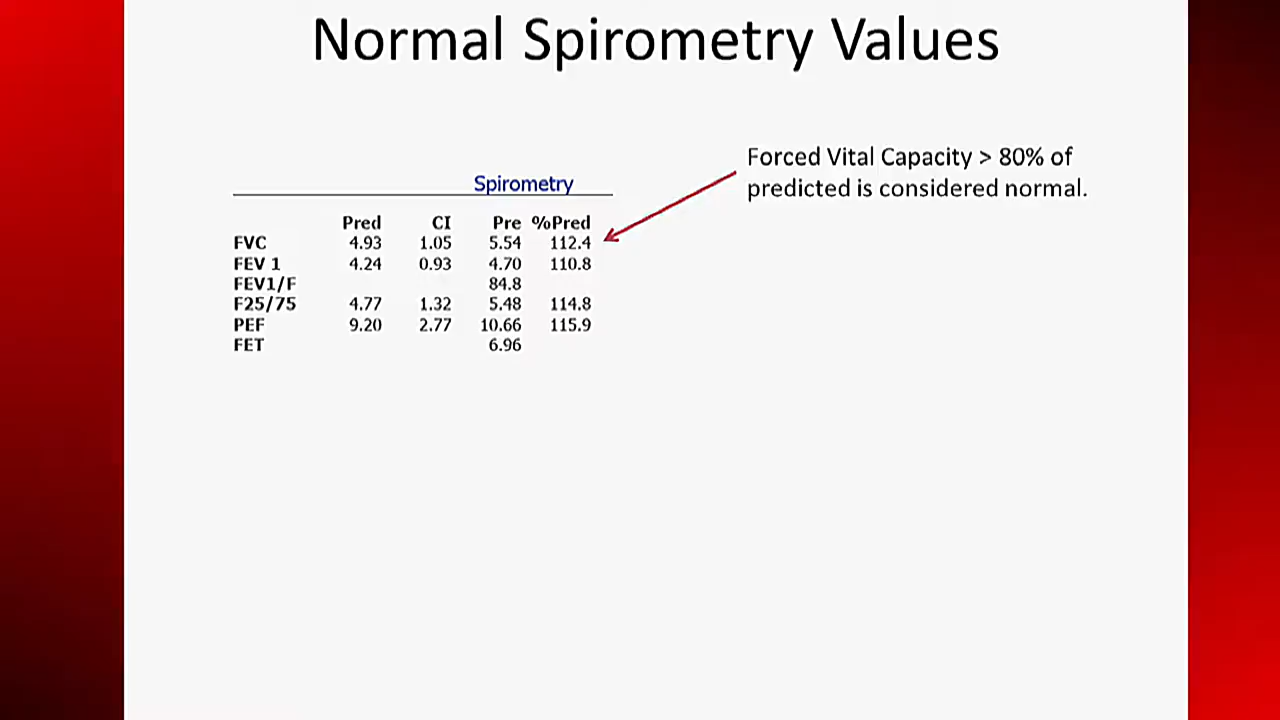 Normal Spirometry Values
Forced Vital Capacity > 80% of
predicted is considered normal.
Spirometry
Pred CI Pre %Pred
FVC 4.93 1.05 5.54 112.4
FEV 1 4.24 0.93 4.70 110.8
FEV1/F 84.8
F25/75 4.77 1.32 5.48 114.8
PEF 9.20 2.77 10.66 115.9
FET 6.96